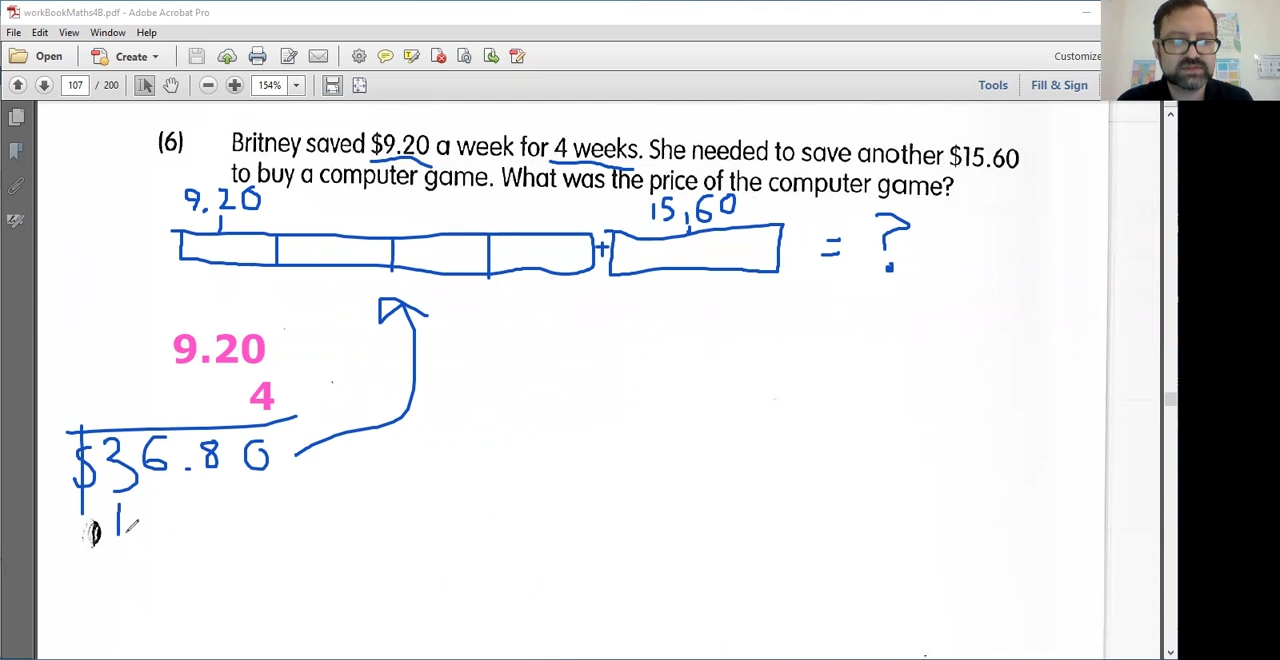 workBookMaths4B.pdf - Adobe Acrobat Pro
File Edit View Window Help
Open Create Customize
107 / 200 154% Tools Fill & Sign
(6) Britney saved $9.20 a week for 4 weeks. She needed to save another $15.60
to buy a computer game. What was the price of the computer game?
9.20 15,60
+ = ?
9.20
4
$36.80
1